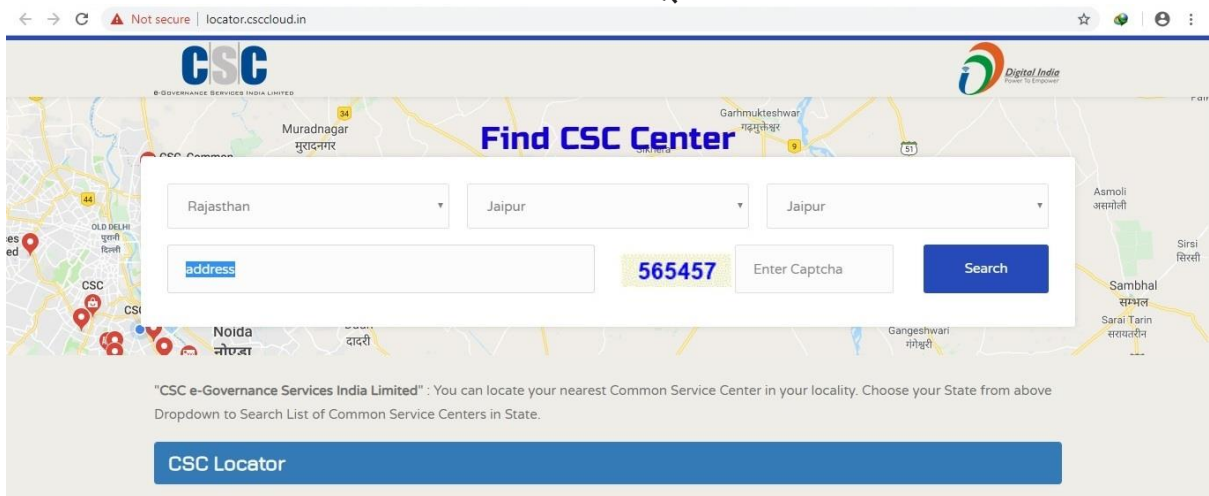 Not secure | locator.csccloud.in
CSC
E-GOVERNANCE SERVICES INDIA LIMITED
Digital India
Power To Empower
34
Muradnagar
मुरादनगर
Garhmukteshwar
गढ़मुक्तेश्वर
9
51
Find CSC Center
CSC Common
Rajasthan
Jaipur
Jaipur
44
OLD DELHI
पुरानी
दिल्ली
Asmoli
असमोली
address
565457
Enter Captcha
Search
Sirsi
सिरसी
CSC
Sambhal
सम्भल
Sarai Tarin
सरायतरीन
Noida
नोएडा
दादरी
Gangeshwari
गंगेश्वरी
"CSC e-Governance Services India Limited" : You can locate your nearest Common Service Center in your locality. Choose your State from above
Dropdown to Search List of Common Service Centers in State.
CSC Locator